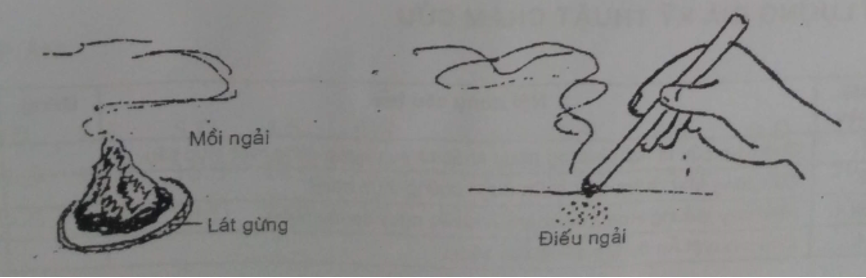 Mồi ngải
Lát gừng
Điếu ngải